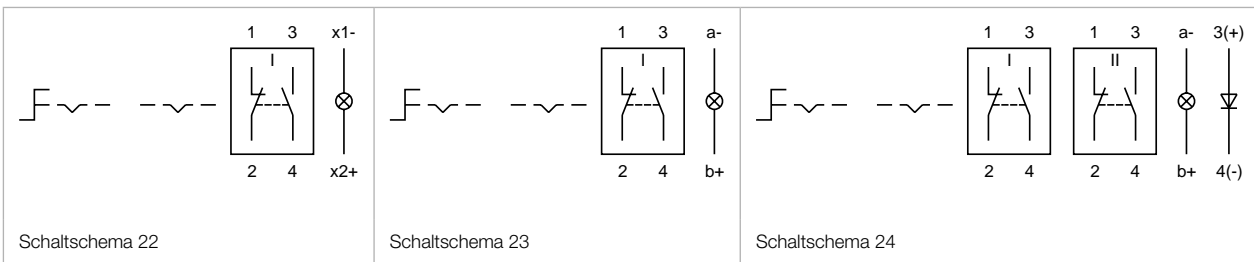 1 3 x1-
I
2 4 x2+
Schaltschema 22
1 3 a-
I
2 4 b+
Schaltschema 23
1 3 1 3 a- 3(+)
I II
2 4 2 4 b+ 4(-)
Schaltschema 24